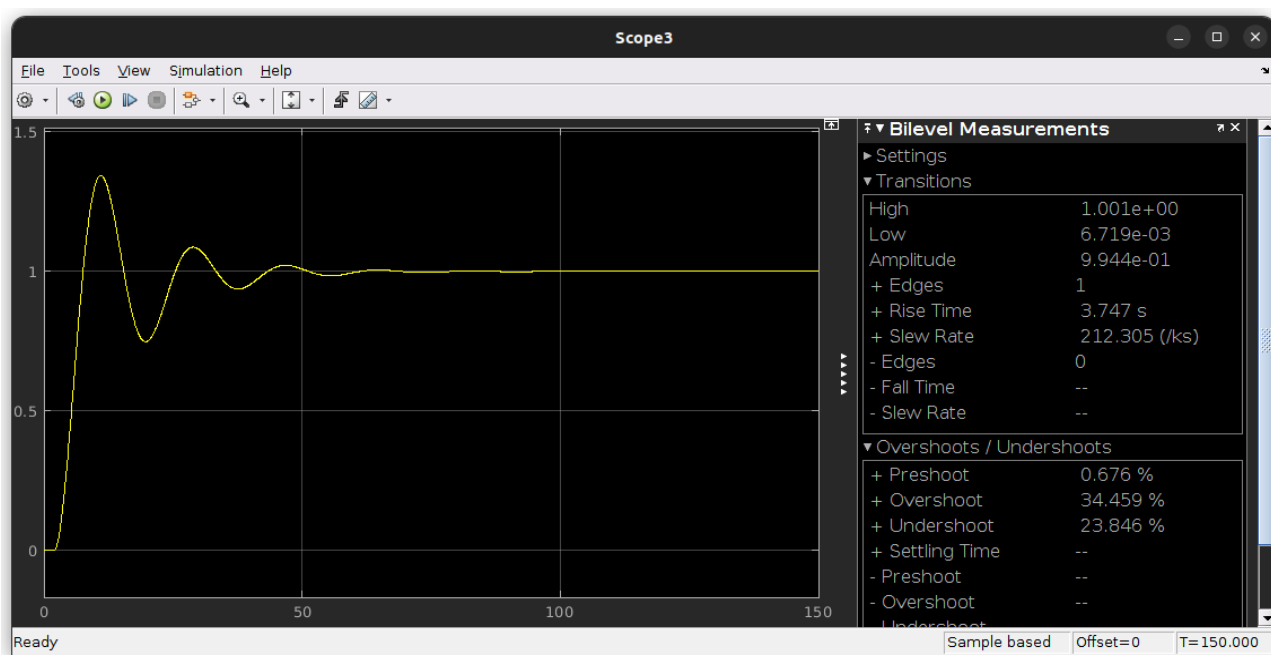 Scope3
File Tools View Simulation Help
1.5
1
0.5
0
0 50 100 150
Bilevel Measurements
Settings
Transitions
High 1.001e+00
Low 6.719e-03
Amplitude 9.944e-01
+ Edges 1
+ Rise Time 3.747 s
+ Slew Rate 212.305 (/ks)
- Edges 0
- Fall Time --
- Slew Rate --
Overshoots / Undershoots
+ Preshoot 0.676 %
+ Overshoot 34.459 %
+ Undershoot 23.846 %
+ Settling Time --
- Preshoot --
- Overshoot --
- Undershoot --
Ready Sample based Offset=0 T=150.000